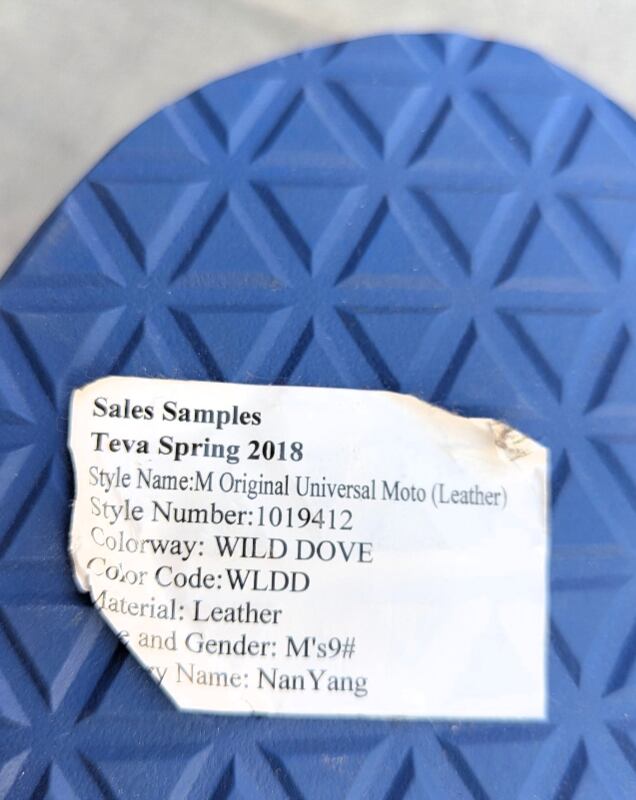 Sales Samples
Teva Spring 2018
Style Name:M Original Universal Moto (Leather)
Style Number:1019412
Colorway: WILD DOVE
Color Code:WLDD
Material: Leather
e and Gender: M's9#
y Name: NanYang